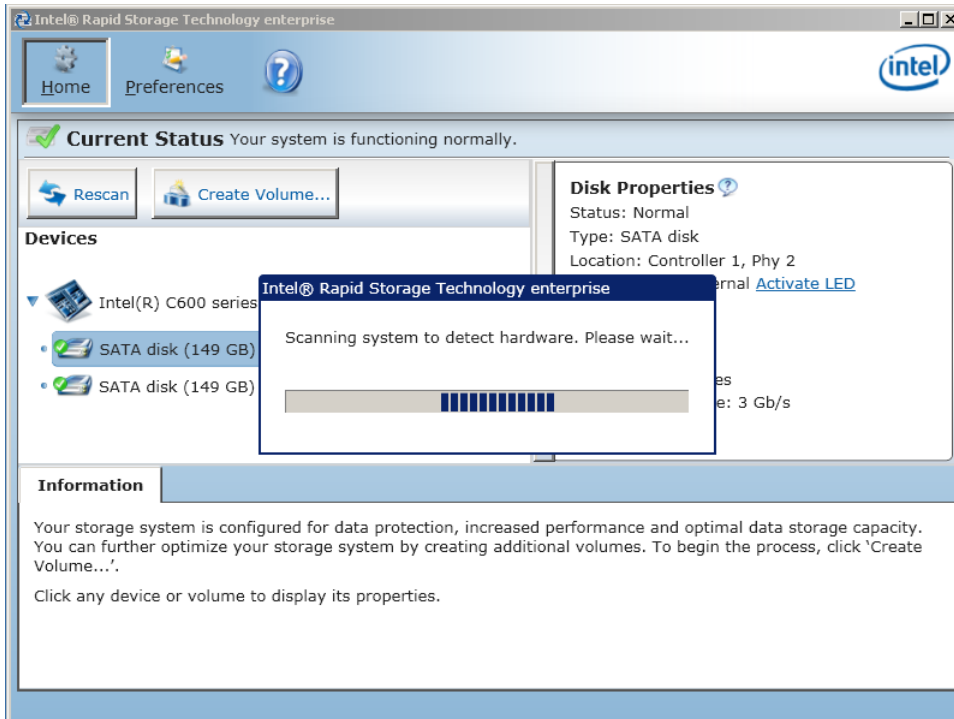 Intel® Rapid Storage Technology enterprise
Home
Preferences
?
intel
Current Status Your system is functioning normally.
Rescan
Create Volume...
Devices
Intel(R) C600 series
SATA disk (149 GB)
SATA disk (149 GB)
Disk Properties ?
Status: Normal
Type: SATA disk
Location: Controller 1, Phy 2
ernal Activate LED
es
e: 3 Gb/s
Intel® Rapid Storage Technology enterprise
Scanning system to detect hardware. Please wait...
Information
Your storage system is configured for data protection, increased performance and optimal data storage capacity.
You can further optimize your storage system by creating additional volumes. To begin the process, click ‘Create
Volume...’.
Click any device or volume to display its properties.